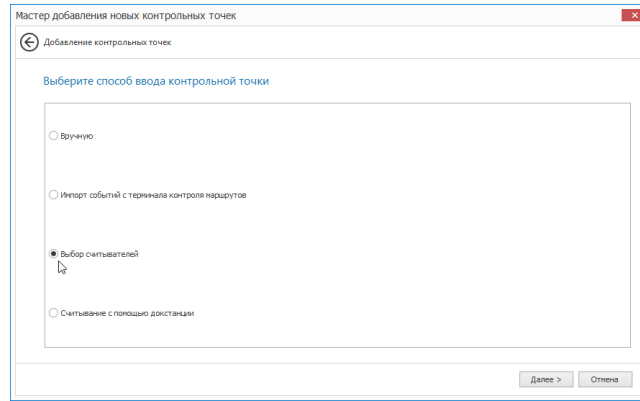 Мастер добавления новых контрольных точек
Добавление контрольных точек
Выберите способ ввода контрольной точки
Вручную
Импорт событий с терминала контроля маршрутов
Выбор считывателей
Считывание с помощью докстанции
Далее > Отмена